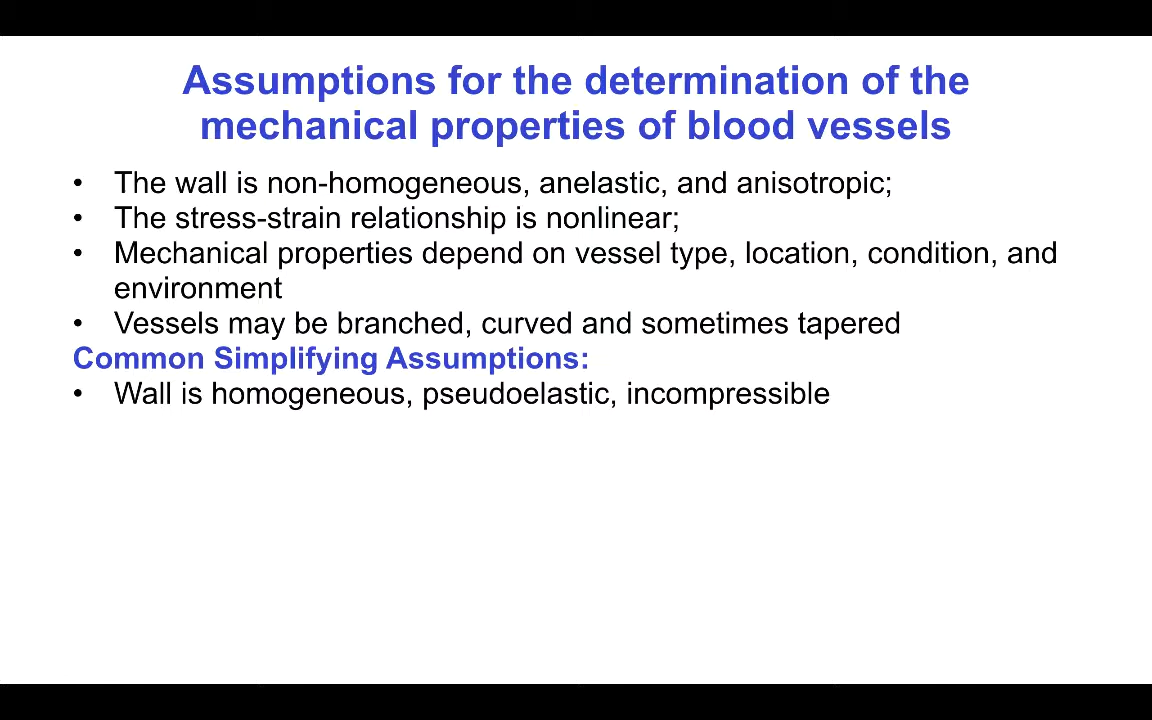 Assumptions for the determination of the
mechanical properties of blood vessels
• The wall is non-homogeneous, anelastic, and anisotropic;
• The stress-strain relationship is nonlinear;
• Mechanical properties depend on vessel type, location, condition, and
environment
• Vessels may be branched, curved and sometimes tapered
Common Simplifying Assumptions:
• Wall is homogeneous, pseudoelastic, incompressible